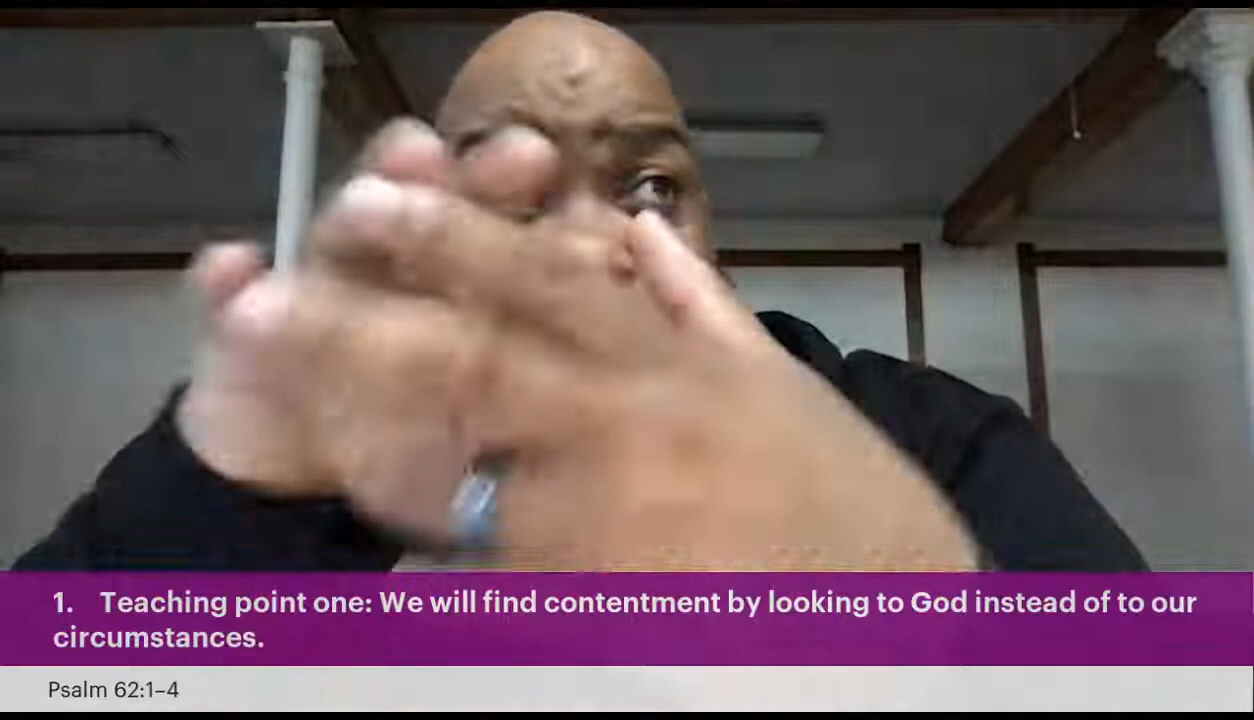 1. Teaching point one: We will find contentment by looking to God instead of to our
circumstances.
Psalm 62:1–4